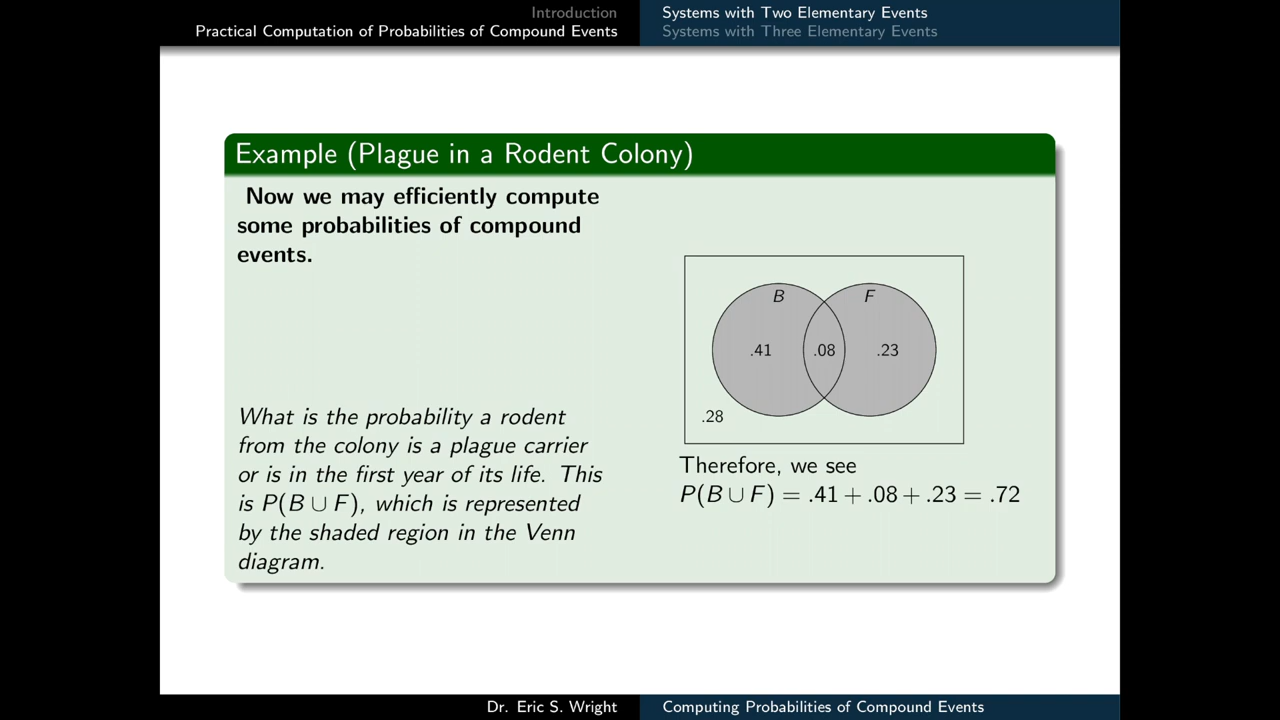 Introduction
Practical Computation of Probabilities of Compound Events
Systems with Two Elementary Events
Systems with Three Elementary Events
Example (Plague in a Rodent Colony)
Now we may efficiently compute
some probabilities of compound
events.
What is the probability a rodent
from the colony is a plague carrier
or is in the first year of its life. This
is P(B ∪ F), which is represented
by the shaded region in the Venn
diagram.
B F
.41 .08 .23
.28
Therefore, we see
P(B ∪ F) = .41 + .08 + .23 = .72
Dr. Eric S. Wright
Computing Probabilities of Compound Events